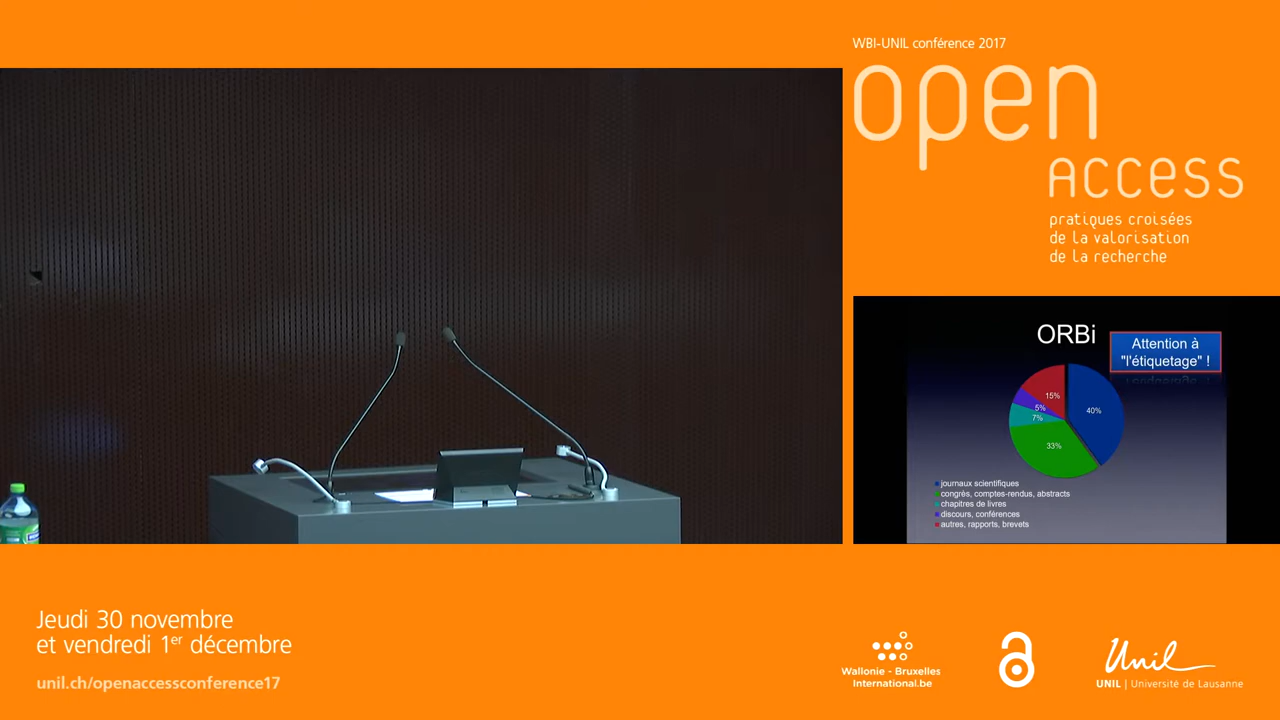 WBI-UNIL conférence 2017
open
access
pratiques croisées
de la valorisation
de la recherche
ORBi
Attention à
"l'étiquetage" !
15%
40%
5%
7%
33%
journaux scientifiques
congrès, comptes-rendus, abstracts
chapitres de livres
discours, conférences
autres, rapports, brevets
Jeudi 30 novembre
et vendredi 1er décembre
unil.ch/openaccessconference17
Wallonie - Bruxelles
International.be
Unil
UNIL | Université de Lausanne